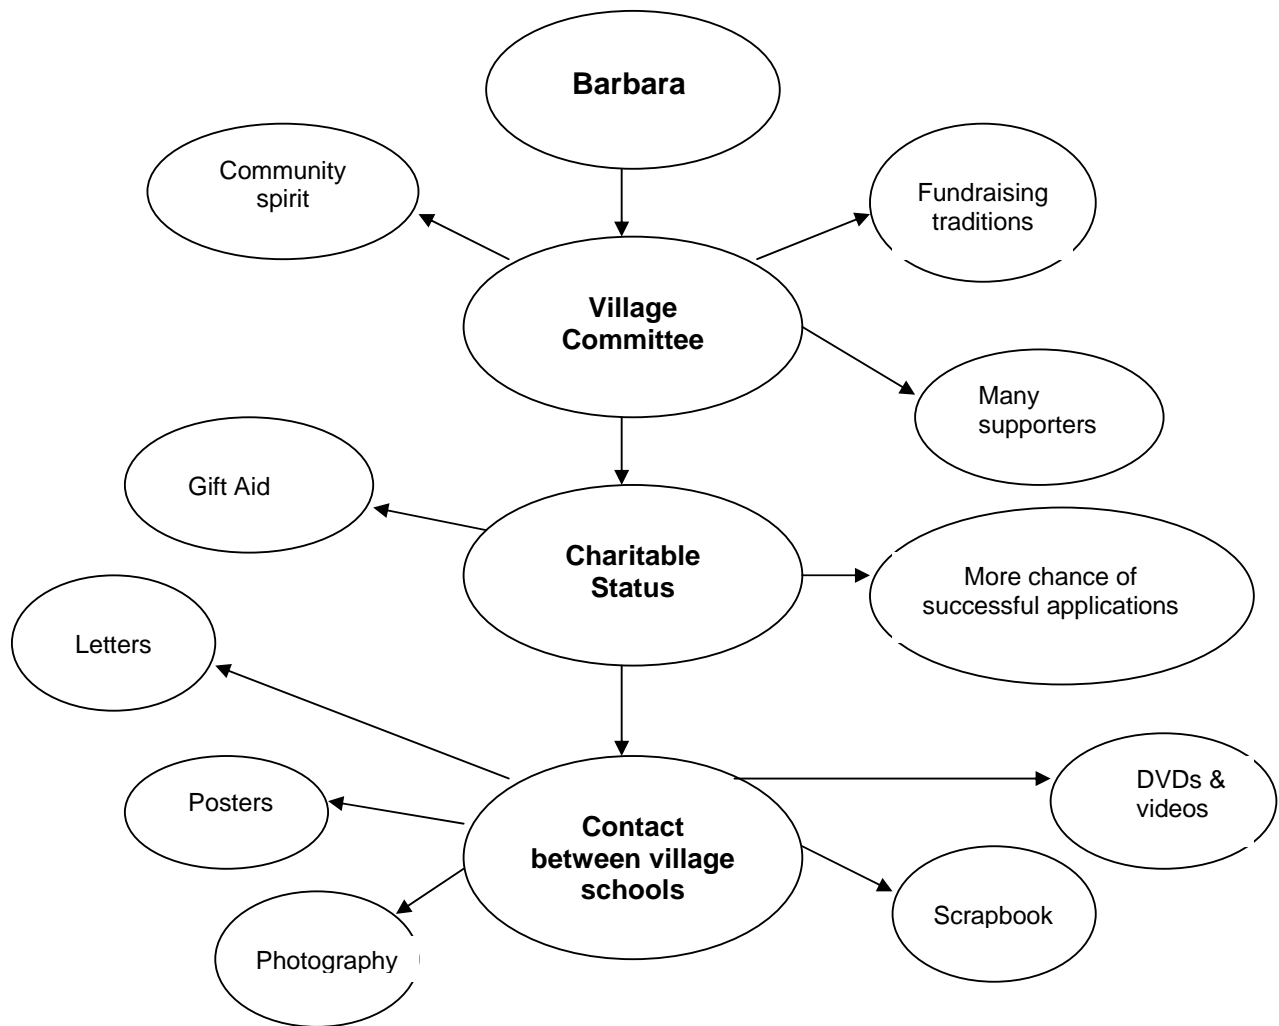 Barbara
Community
spirit
Fundraising
traditions
Village
Committee
Many
supporters
Gift Aid
Charitable
Status
More chance of
successful applications
Letters
DVDs &
videos
Posters
Contact
between village
schools
Scrapbook
Photography